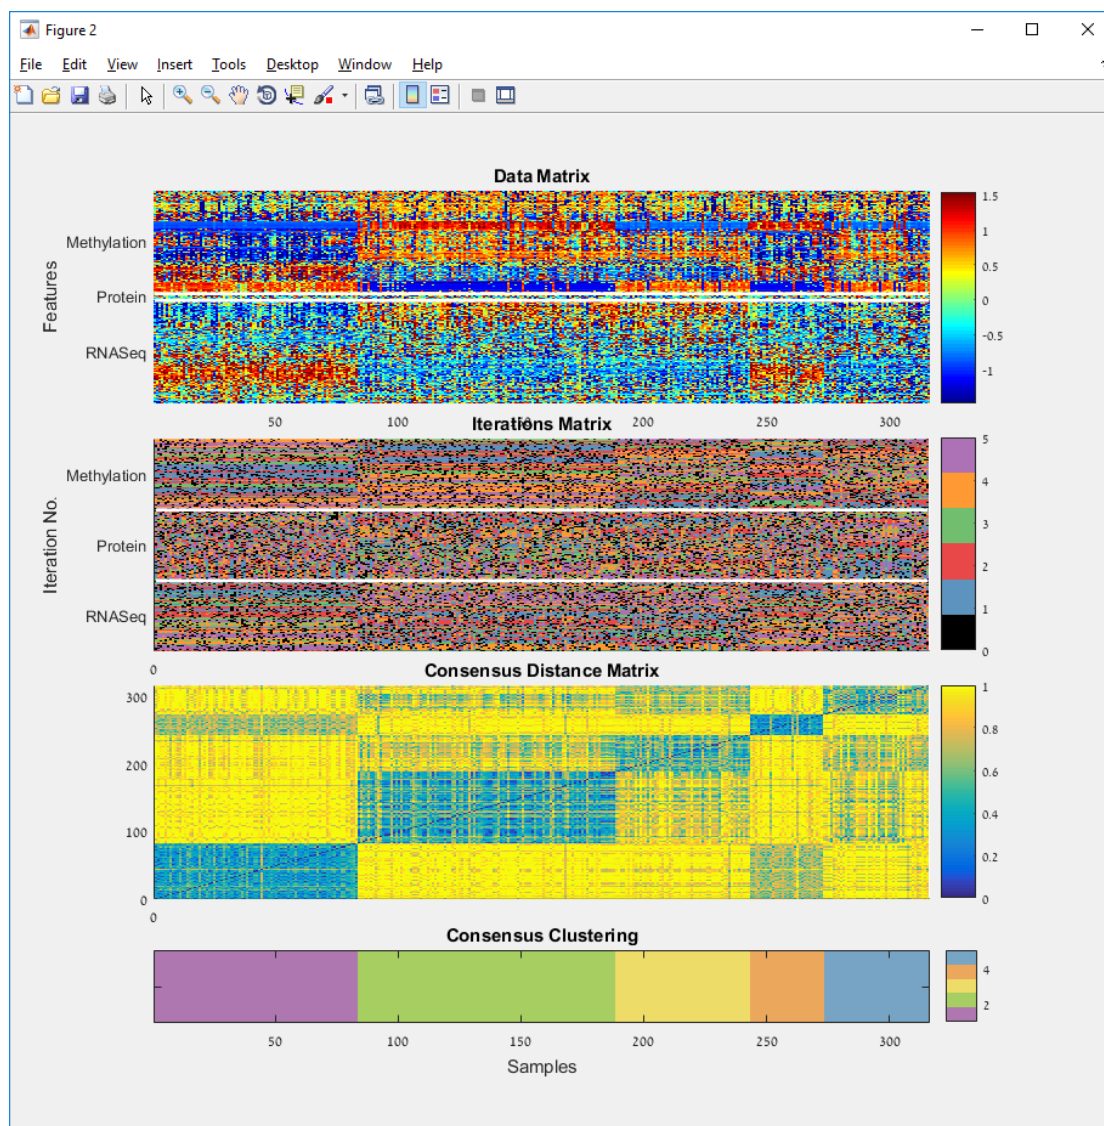 Figure 2
File Edit View Insert Tools Desktop Window Help
Data Matrix
Features
Methylation
Protein
RNASeq
1.5
1
0.5
0
-0.5
-1
50 100 150 200 250 300
Iterations Matrix
Iteration No.
Methylation
Protein
RNASeq
5
4
3
2
1
0
0
Consensus Distance Matrix
300
200
100
0
0
1
0.8
0.6
0.4
0.2
0
Consensus Clustering
4
2
50 100 150 200 250 300
Samples